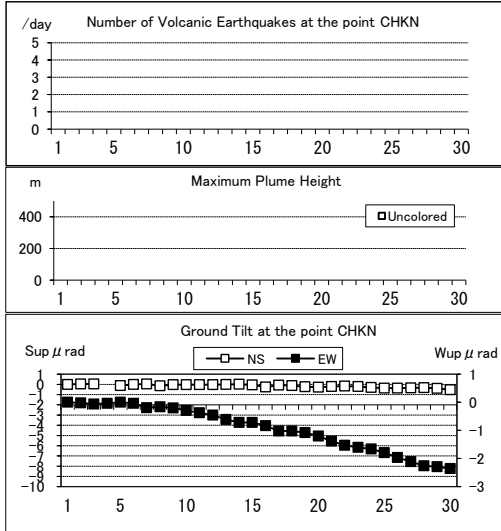 Number of Volcanic Earthquakes at the point CHKN
/day
5
4
3
2
1
0
1 5 10 15 20 25 30
Maximum Plume Height
m
400
200
0
Uncolored
1 5 10 15 20 25 30
Ground Tilt at the point CHKN
Sup μ rad
Wup μ rad
NS EW
1
0
-1
-2
-3
-4
-5
-6
-7
-8
-9
-10
1
0
-1
-2
-3
1 5 10 15 20 25 30